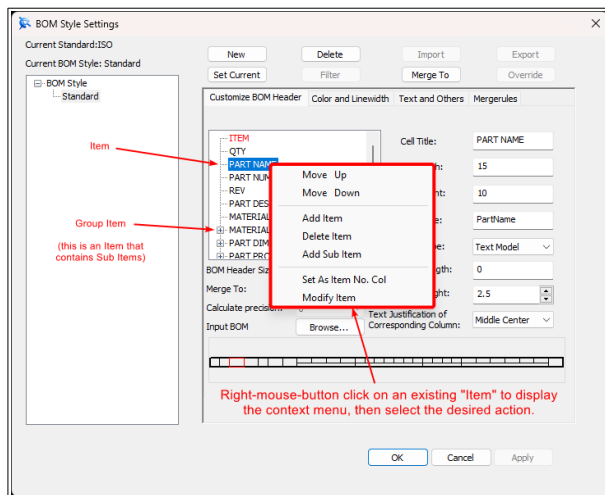 BOM Style Settings
Current Standard:ISO
Current BOM Style: Standard
New
Delete
Import
Export
Set Current
Filter
Merge To
Override
BOM Style
Standard
Customize BOM Header
Color and Linewidth
Text and Others
Mergerules
ITEM
QTY
PART NAME
PART NUM
REV
PART DES
MATERIAL
MATERIAL
PART DIM
PART PRO
Item
Group Item
(this is an Item that
contains Sub Items)
Move Up
Move Down
Add Item
Delete Item
Add Sub Item
Set As Item No. Col
Modify Item
Cell Title:
PART NAME
15
10
PartName
Text Model
0
2.5
Text Justification of
Corresponding Column:
Middle Center
BOM Header Siz
Merge To:
Calculate precision:
Input BOM
Browse...
Right-mouse-button click on an existing "Item" to display
the context menu, then select the desired action.
OK
Cancel
Apply